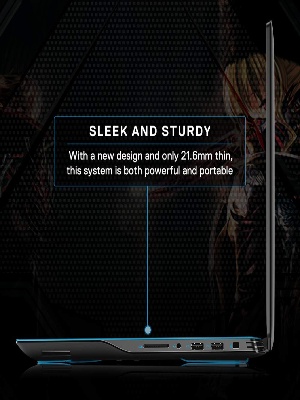 SLEEK AND STURDY
With a new design and only 21.6mm thin,
this system is both powerful and portable